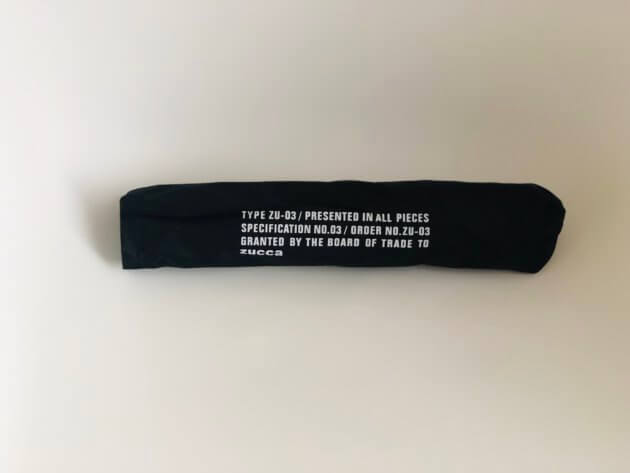 TYPE ZU-03 / PRESENTED IN ALL PIECES
SPECIFICATION NO.03 / ORDER NO.ZU-03
GRANTED BY THE BOARD OF TRADE TO
zucca